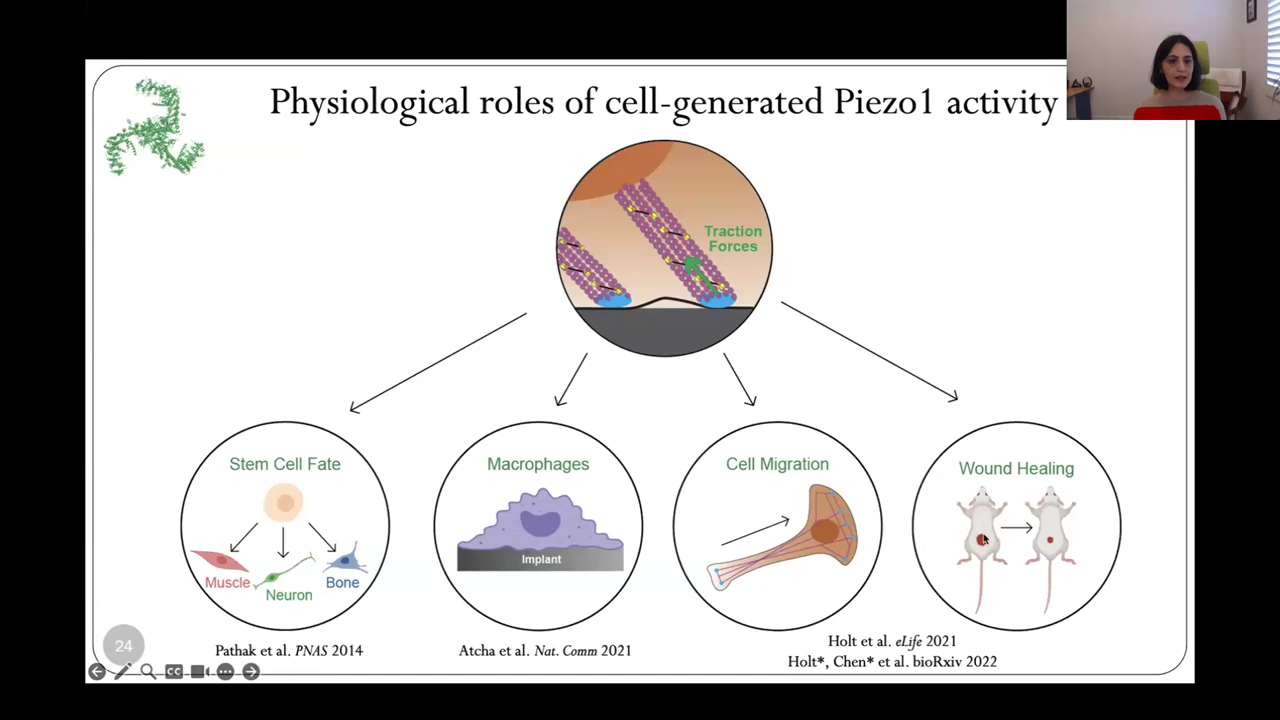 Physiological roles of cell-generated Piezo1 activity
Traction
Forces
Stem Cell Fate
Muscle
Neuron
Bone
Macrophages
Implant
Cell Migration
Wound Healing
Pathak et al. PNAS 2014
Atcha et al. Nat. Comm 2021
Holt et al. eLife 2021
Holt*, Chen* et al. bioRxiv 2022
24
CC